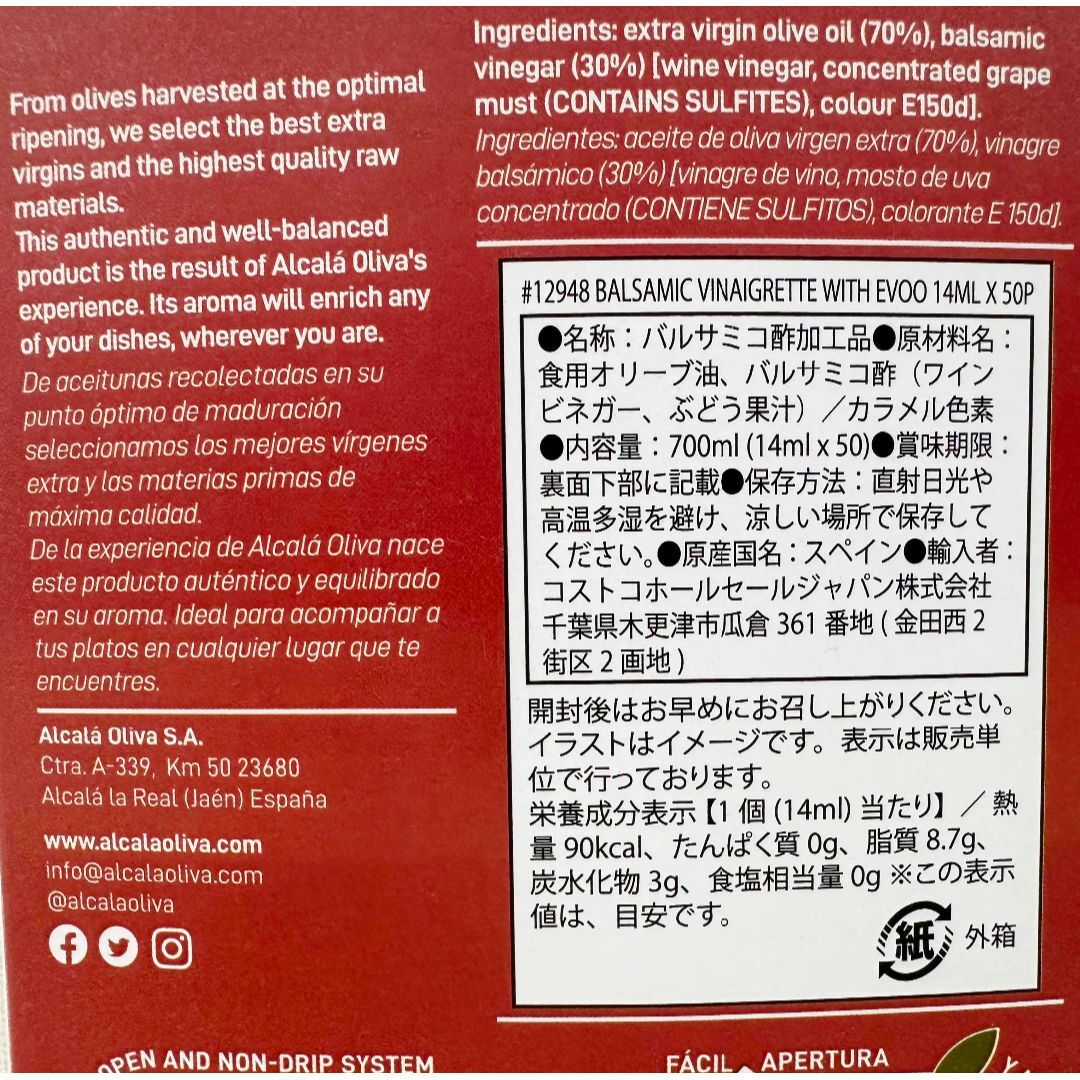 From olives harvested at the optimal
ripening, we select the best extra
virgins and the highest quality raw
materials.
This authentic and well-balanced
product is the result of Alcalá Oliva's
experience. Its aroma will enrich any
of your dishes, wherever you are.
De aceitunas recolectadas en su
punto óptimo de maduración
seleccionamos los mejores vírgenes
extra y las materias primas de
máxima calidad.
De la experiencia de Alcalá Oliva nace
este producto auténtico y equilibrado
en su aroma. Ideal para acompañar a
tus platos en cualquier lugar que te
encuentres.
Alcalá Oliva S.A.
Ctra. A-339, Km 50 23680
Alcalá la Real (Jaén) España
www.alcalaoliva.com
info@alcalaoliva.com
@alcalaoliva
Ingredients: extra virgin olive oil (70%), balsamic
vinegar (30%) [wine vinegar, concentrated grape
must (CONTAINS SULFITES), colour E150d].
Ingredientes: aceite de oliva virgen extra (70%), vinagre
balsámico (30%) [vinagre de vino, mosto de uva
concentrado (CONTIENE SULFITOS), colorante E 150d].
#12948 BALSAMIC VINAIGRETTE WITH EVOO 14ML X 50P
●名称：バルサミコ酢加工品●原材料名：
食用オリーブ油、バルサミコ酢（ワイン
ビネガー、ぶどう果汁）／カラメル色素
●内容量：700ml (14ml x 50)●賞味期限：
裏面下部に記載●保存方法：直射日光や
高温多湿を避け、涼しい場所で保存して
ください。●原産国名：スペイン●輸入者：
コストコホールセールジャパン株式会社
千葉県木更津市瓜倉 361 番地 ( 金田西 2
街区 2 画地 )
開封後はお早めにお召し上がりください。
イラストはイメージです。表示は販売単
位で行っております。
栄養成分表示【1 個 (14ml) 当たり】／熱
量 90kcal、たんぱく質 0g、脂質 8.7g、
炭水化物 3g、食塩相当量 0g ※この表示
値は、目安です。
紙 外箱
OPEN AND NON-DRIP SYSTEM
FÁCIL APERTURA Y